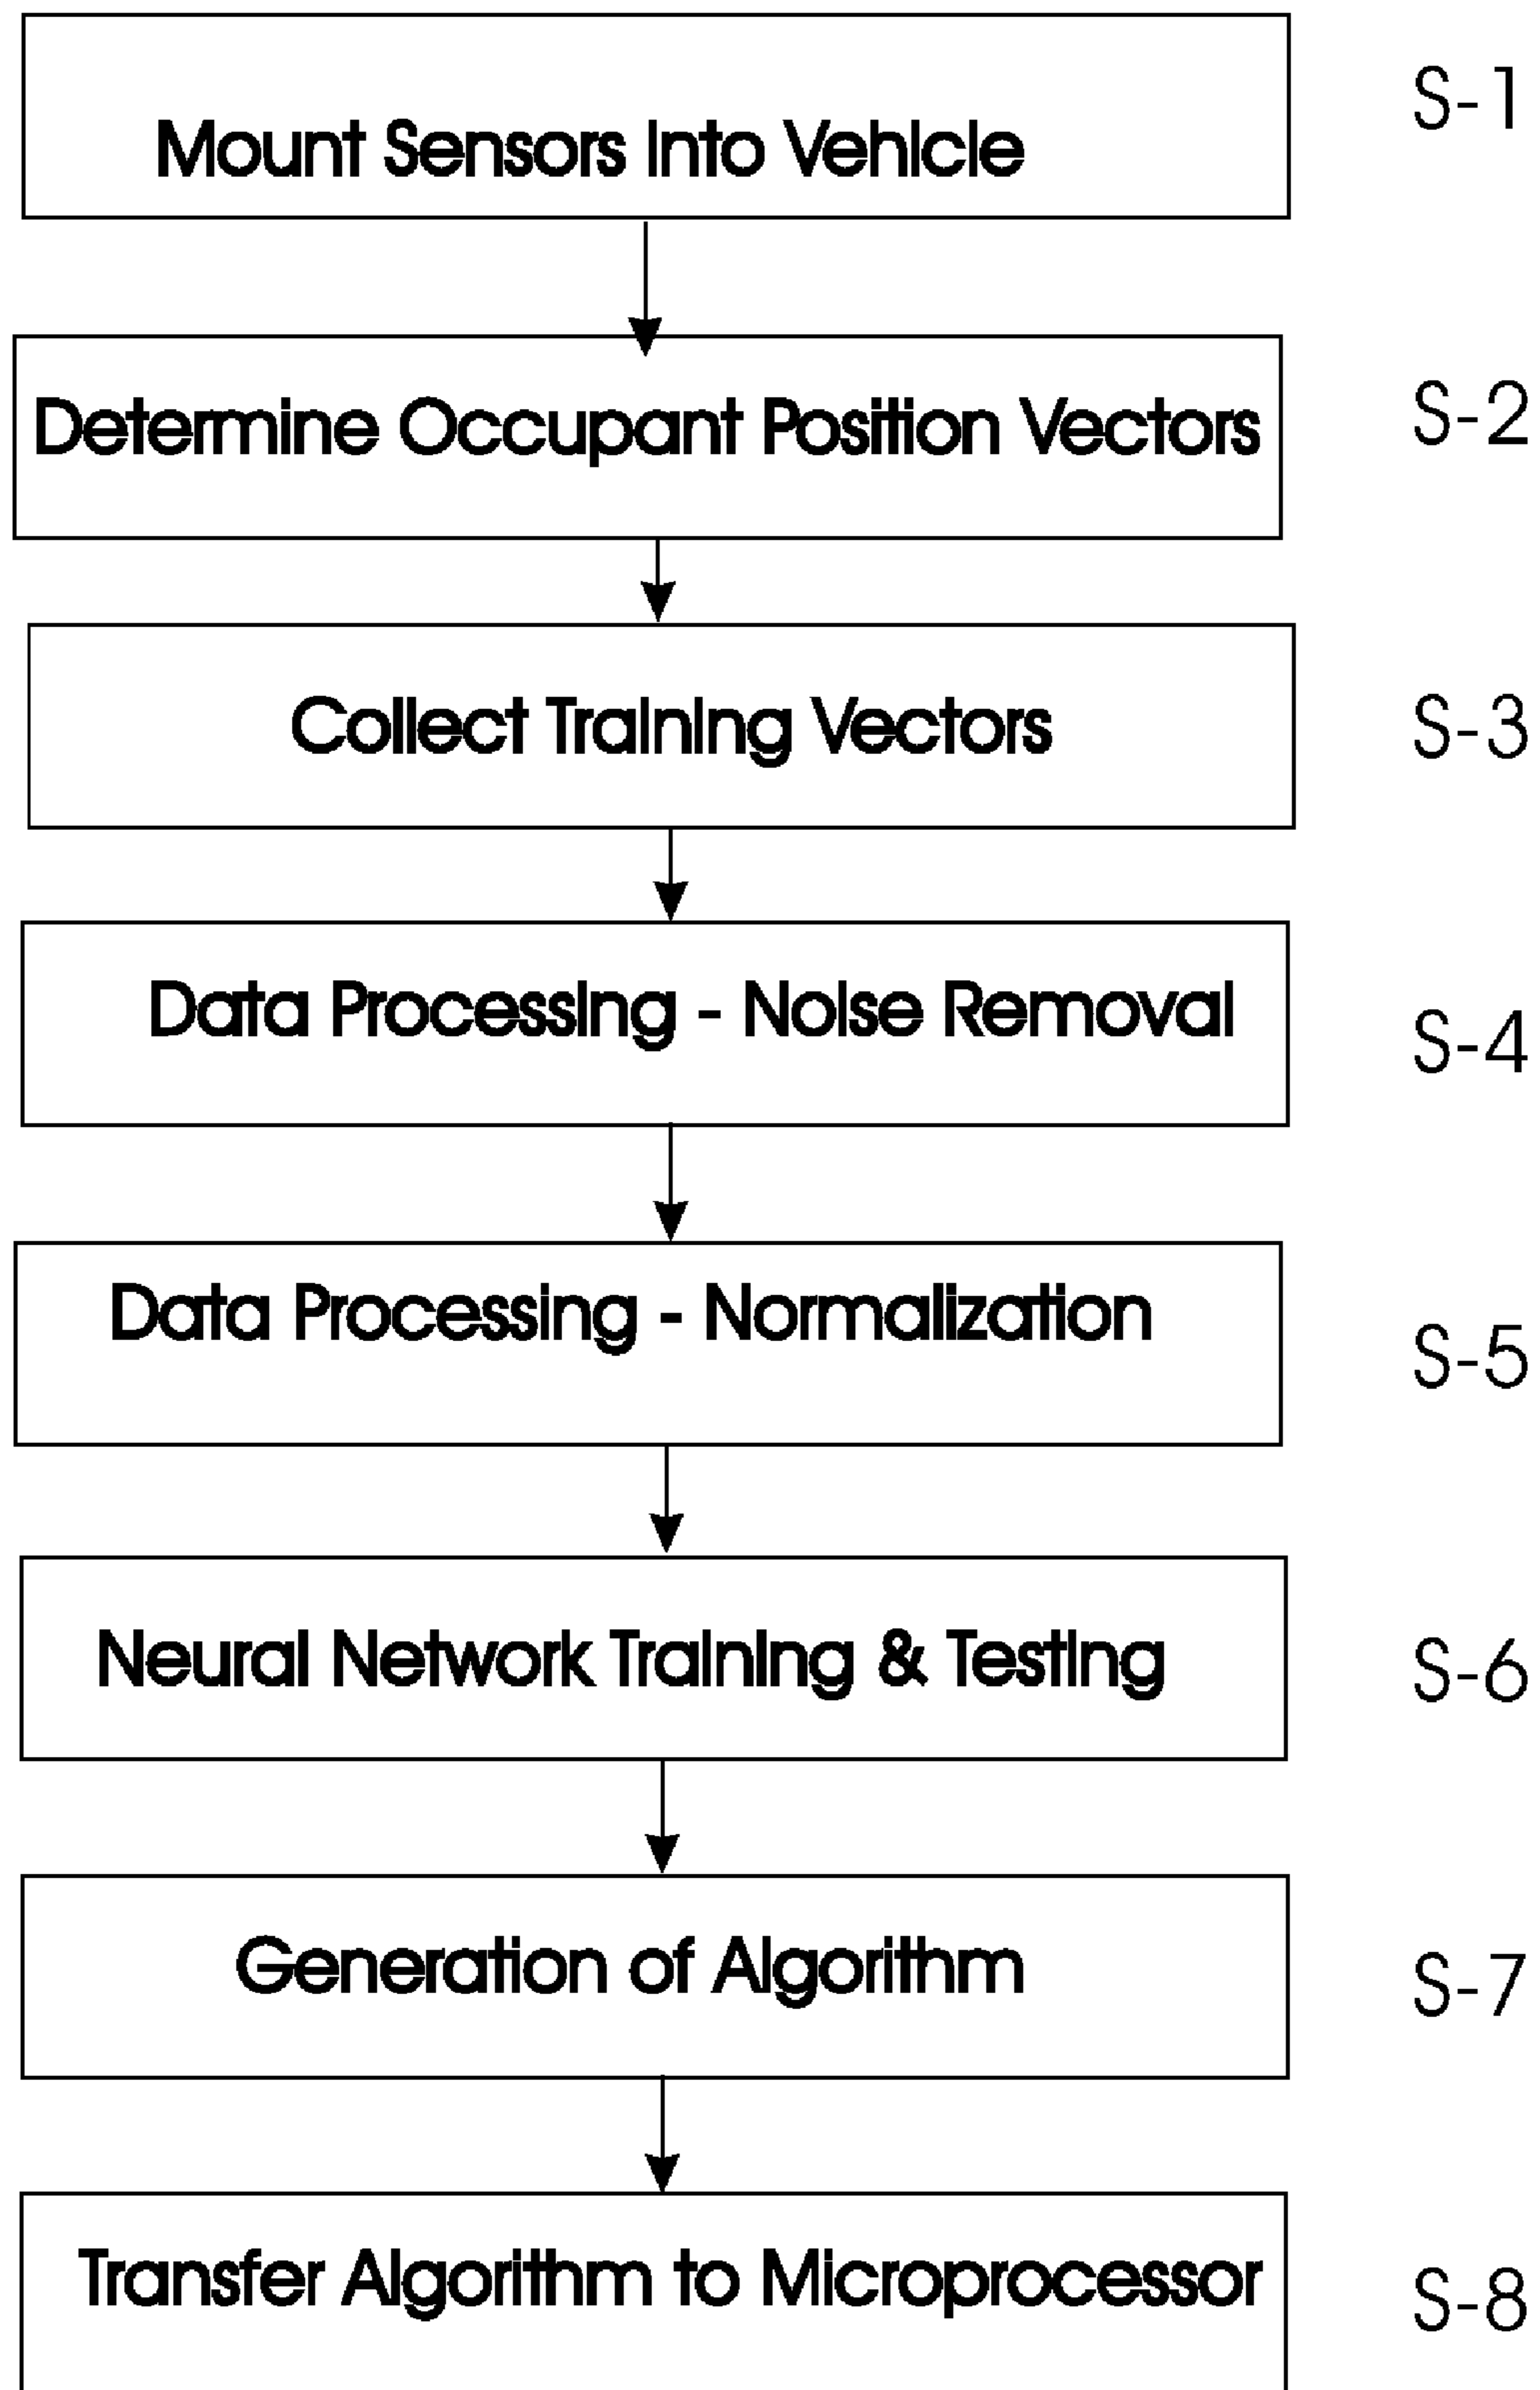 Mount Sensors Into Vehicle
S-1
Determine Occupant Position Vectors
S-2
Collect Training Vectors
S-3
Data Processing - Noise Removal
S-4
Data Processing - Normalization
S-5
Neural Network Training & Testing
S-6
Generation of Algorithm
S-7
Transfer Algorithm to Microprocessor
S-8